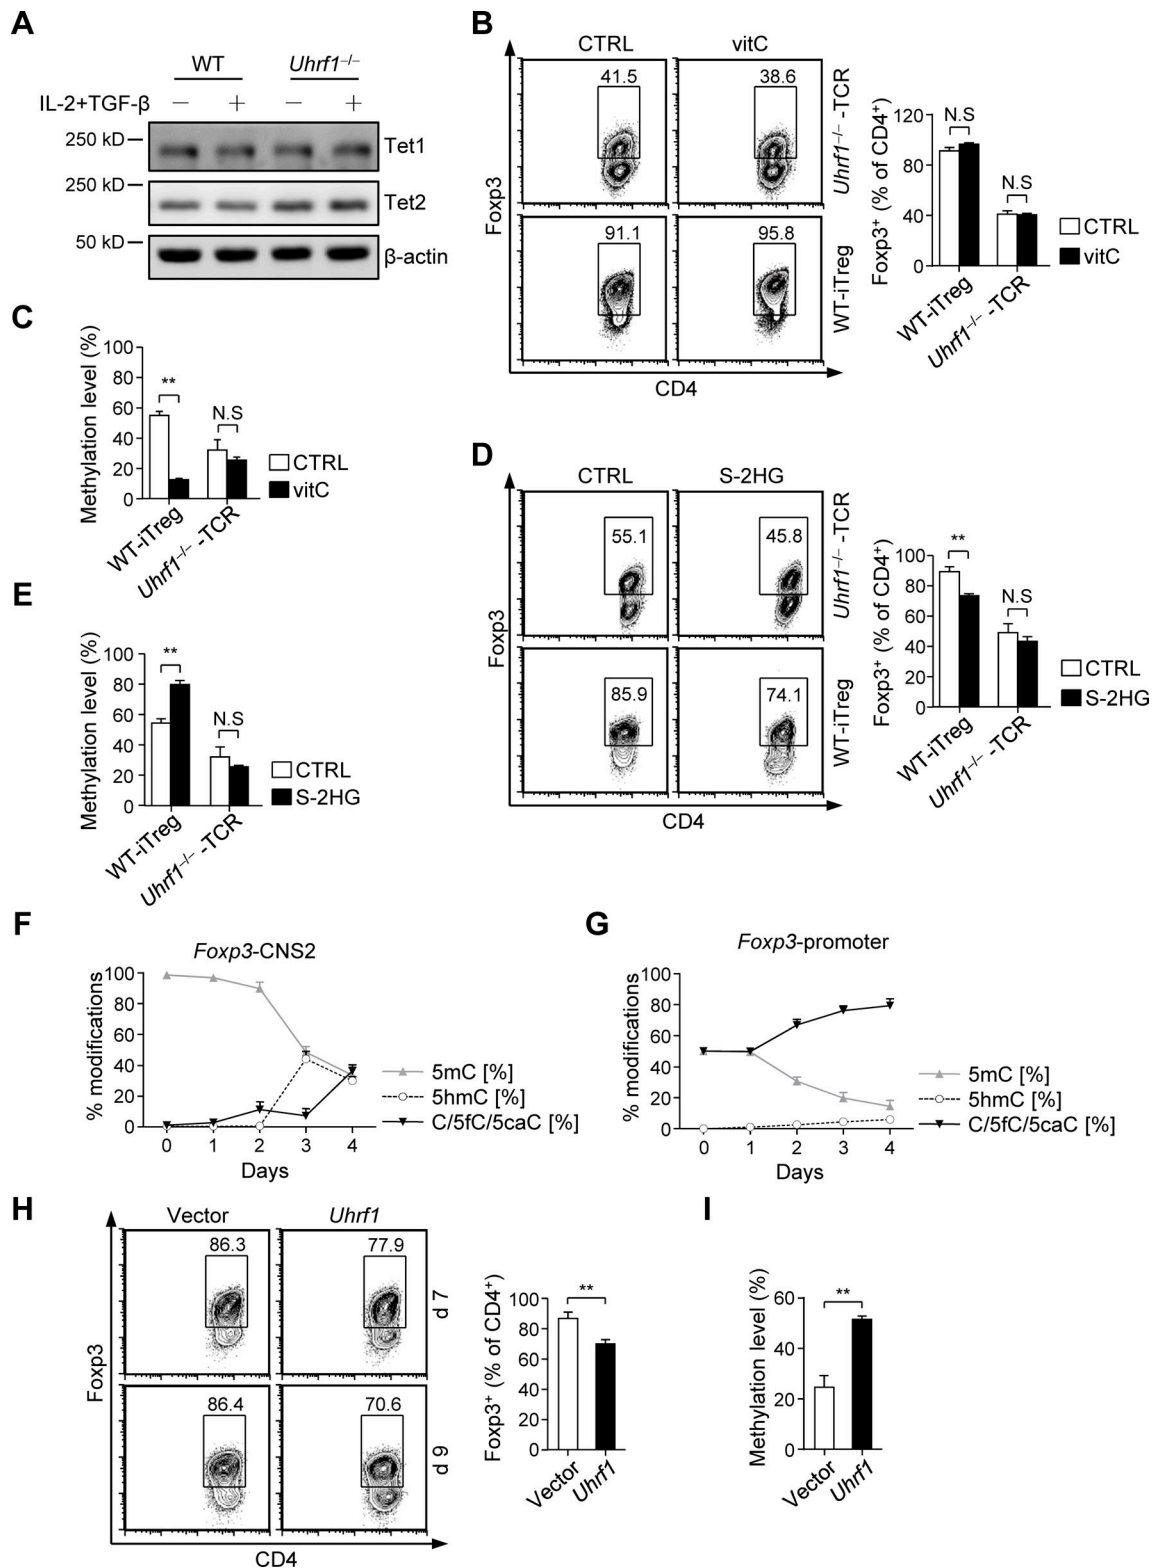 A
WT Uhrf1–/–
IL-2+TGF-β – + – +
250 kD Tet1
250 kD Tet2
50 kD β-actin
B
CTRL vitC
41.5 38.6
Uhrf1–/– -TCR
91.1 95.8
WT-iTreg
Foxp3
CD4
Foxp3+ (% of CD4+)
120
80
40
0
N.S
N.S
CTRL
vitC
WT-iTreg
Uhrf1–/– -TCR
C
Methylation level (%)
100
80
60
40
20
0
**
N.S
CTRL
vitC
WT-iTreg
Uhrf1–/– -TCR
D
CTRL S-2HG
55.1 45.8
Uhrf1–/– -TCR
85.9 74.1
WT-iTreg
Foxp3
CD4
Foxp3+ (% of CD4+)
100
80
60
40
20
0
**
N.S
CTRL
S-2HG
WT-iTreg
Uhrf1–/– -TCR
E
Methylation level (%)
100
80
60
40
20
0
**
N.S
CTRL
S-2HG
WT-iTreg
Uhrf1–/– -TCR
F
Foxp3-CNS2
% modifications
100
80
60
40
20
0
0 1 2 3 4
Days
5mC [%]
5hmC [%]
C/5fC/5caC [%]
G
Foxp3-promoter
% modifications
100
80
60
40
20
0
0 1 2 3 4
Days
5mC [%]
5hmC [%]
C/5fC/5caC [%]
H
Vector Uhrf1
86.3 77.9
d 7
86.4 70.6
d 9
Foxp3
CD4
Foxp3+ (% of CD4+)
100
80
60
40
20
0
**
Vector
Uhrf1
I
Methylation level (%)
60
40
20
0
**
Vector
Uhrf1